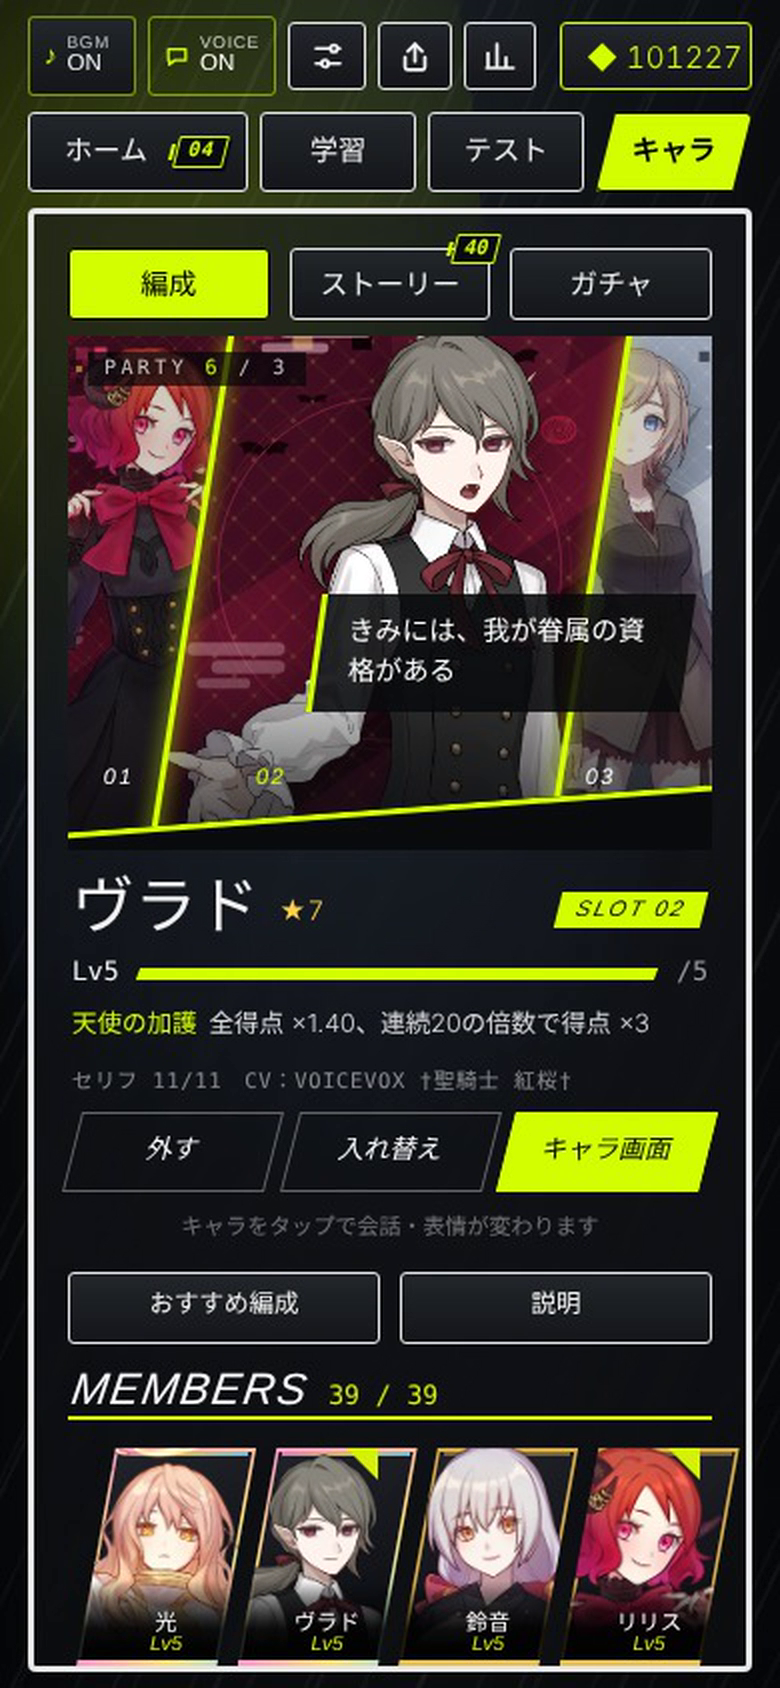 ♪ BGM ON
VOICE ON
101227
ホーム 04
学習
テスト
キャラ
編成
ストーリー 40
ガチャ
PARTY 6 / 3
きみには、我が眷属の資
格がある
01
02
03
ヴラド ★7
SLOT 02
Lv5 /5
天使の加護 全得点 ×1.40、連続20の倍数で得点 ×3
セリフ 11/11 CV：VOICEVOX †聖騎士 紅桜†
外す
入れ替え
キャラ画面
キャラをタップで会話・表情が変わります
おすすめ編成
説明
MEMBERS 39 / 39
光
Lv5
ヴラド
Lv5
鈴音
Lv5
リリス
Lv5